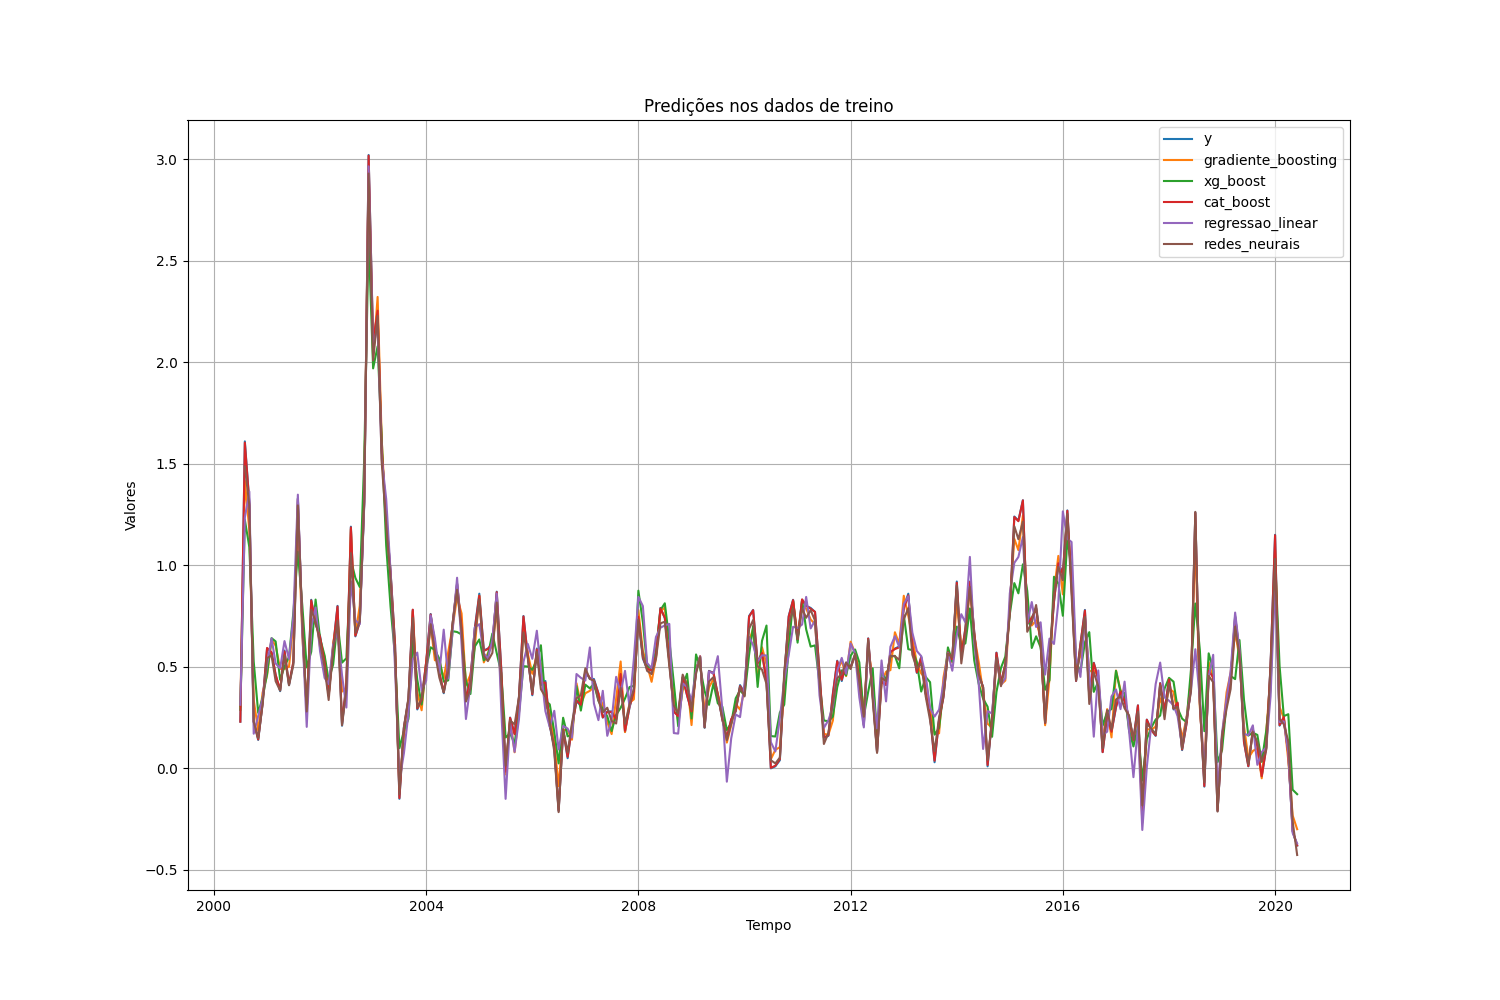 Predições nos dados de treino
y
gradiente_boosting
xg_boost
cat_boost
regressao_linear
redes_neurais
Valores
3.0
2.5
2.0
1.5
1.0
0.5
0.0
−0.5
2000
2004
2008
2012
2016
2020
Tempo